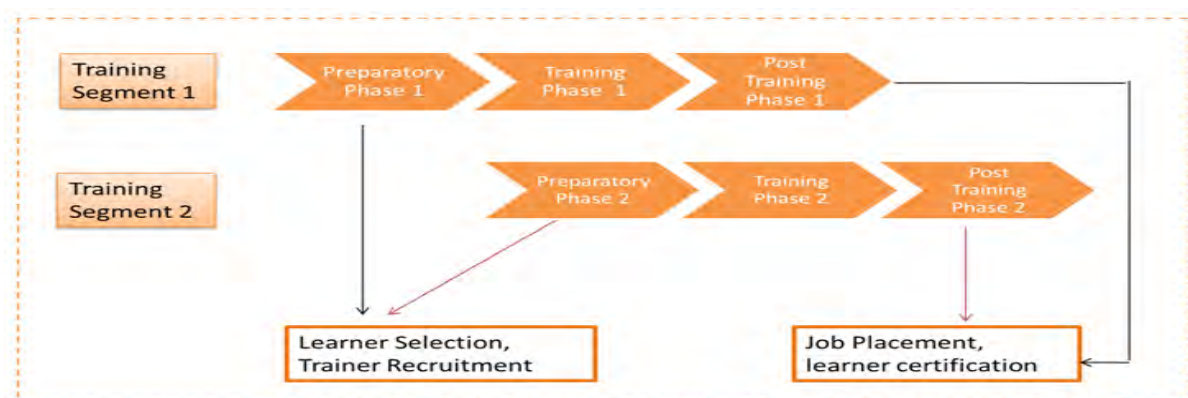 Training
Segment 1
Preparatory
Phase 1
Training
Phase 1
Post
Training
Phase 1
Training
Segment 2
Preparatory
Phase 2
Training
Phase 2
Post
Training
Phase 2
Learner Selection,
Trainer Recruitment
Job Placement,
learner certification